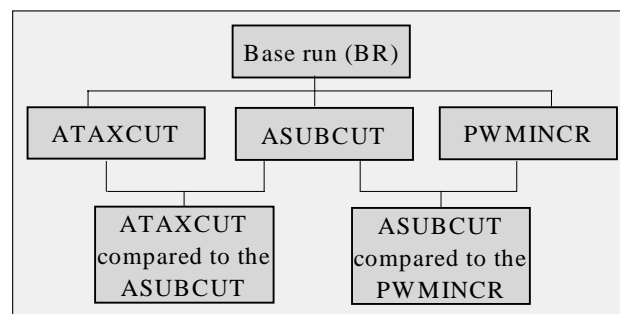 Base run (BR)
ATAXCUT
ASUBCUT
PWMINCR
ATAXCUT
compared to the
ASUBCUT
ASUBCUT
compared to the
PWMINCR